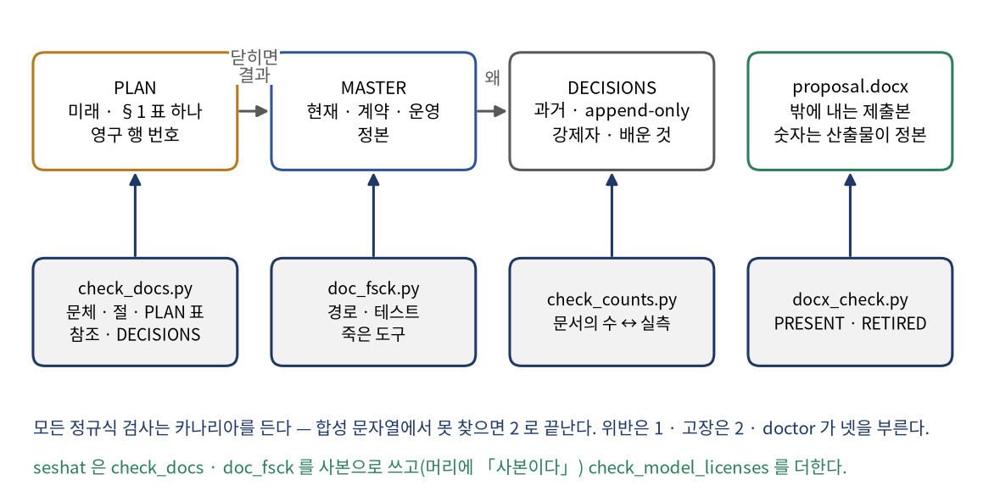 PLAN
미래 · §1 표 하나
영구 행 번호
닫히면
결과
MASTER
현재 · 계약 · 운영
정본
왜
DECISIONS
과거 · append-only
강제자 · 배운 것
proposal.docx
밖에 내는 제출본
숫자는 산출물이 정본
check_docs.py
문체 · 절 · PLAN 표
참조 · DECISIONS
doc_fsck.py
경로 · 테스트
죽은 도구
check_counts.py
문서의 수 ↔ 실측
docx_check.py
PRESENT · RETIRED
모든 정규식 검사는 카나리아를 든다 — 합성 문자열에서 못 찾으면 2 로 끝난다. 위반은 1 · 고장은 2 · doctor 가 넷을 부른다.
seshat 은 check_docs · doc_fsck 를 사본으로 쓰고(머리에 「사본이다」) check_model_licenses 를 더한다.